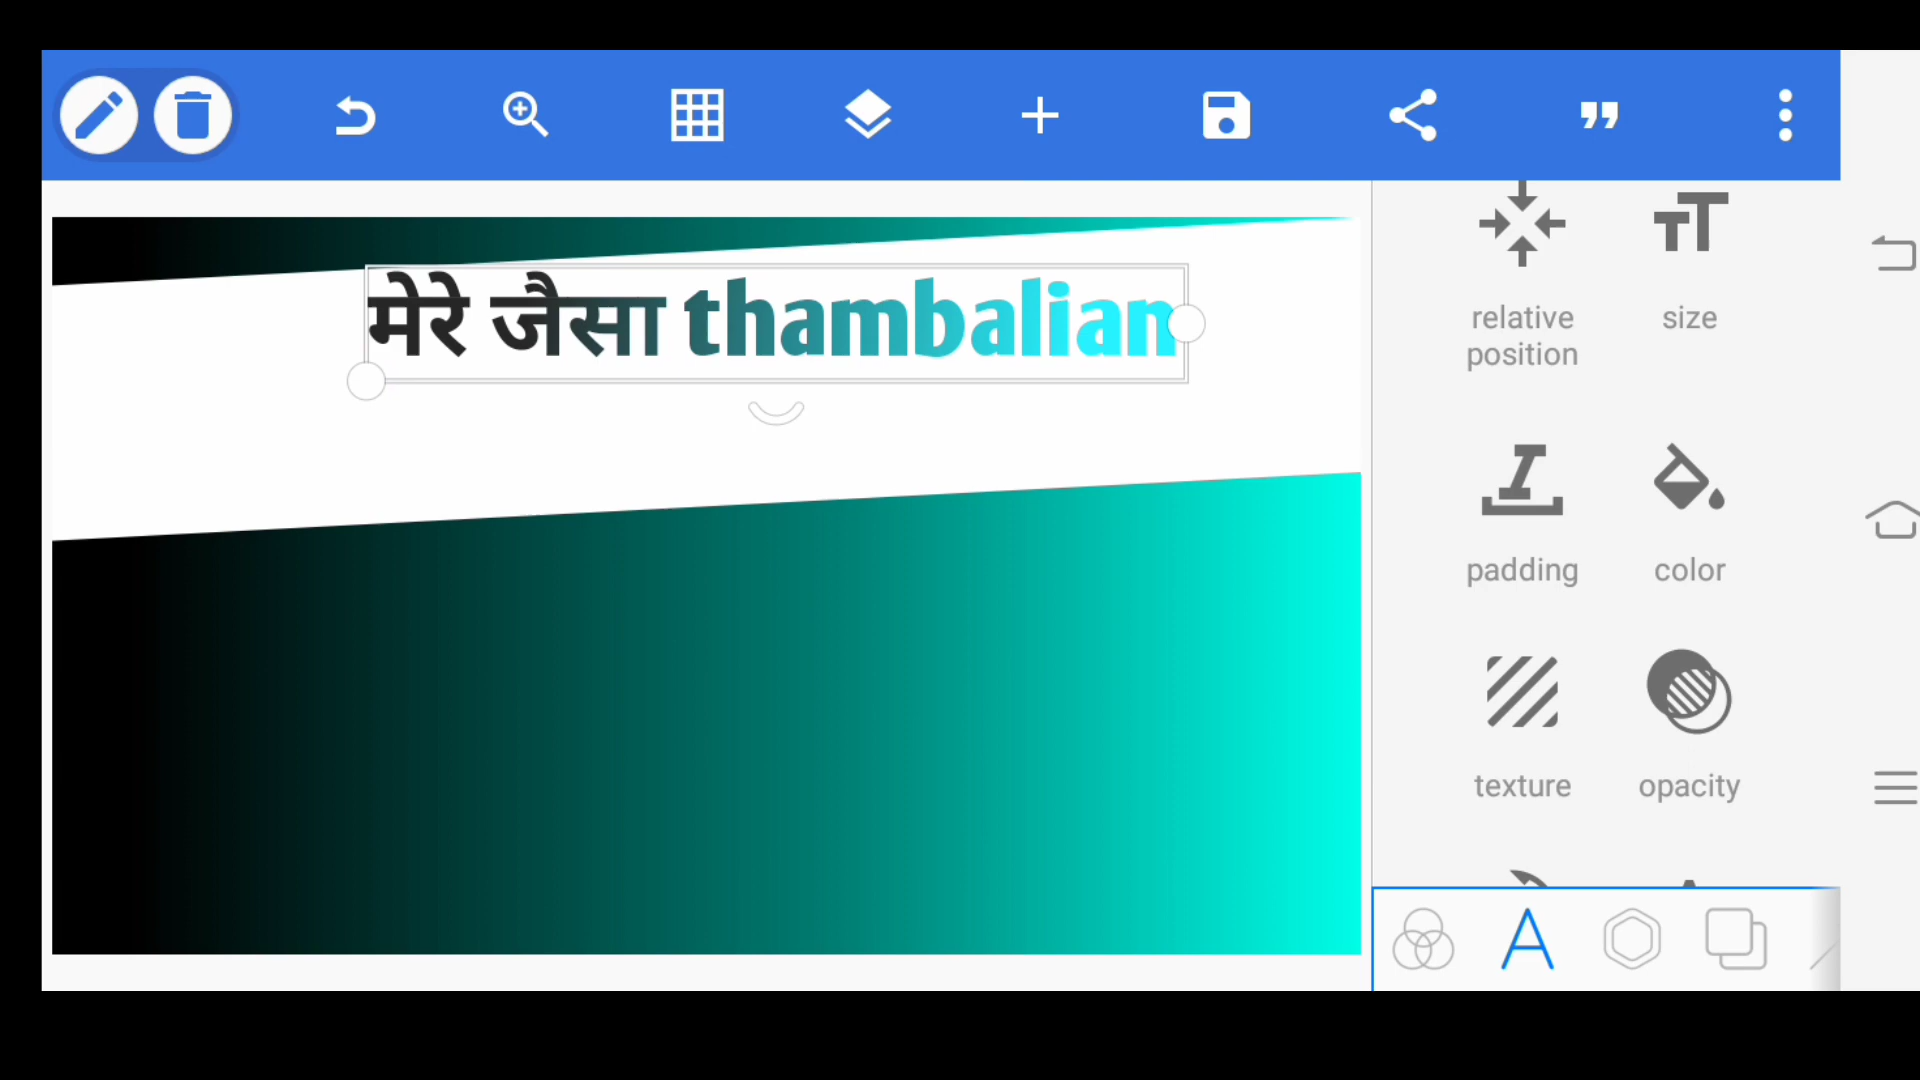 मेरे जैसा thambalian
relative position
size
padding
color
texture
opacity